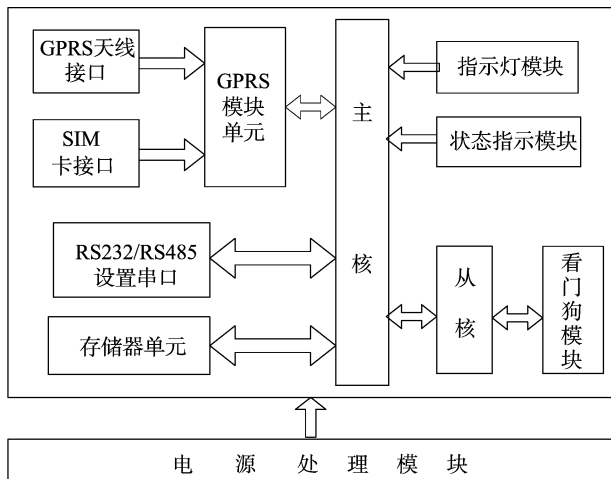 GPRS天线
接口
SIM
卡接口
GPRS
模块
单元
主
核
指示灯模块
状态指示模块
RS232/RS485
设置串口
存储器单元
从
核
看
门
狗
模
块
电源处理模块